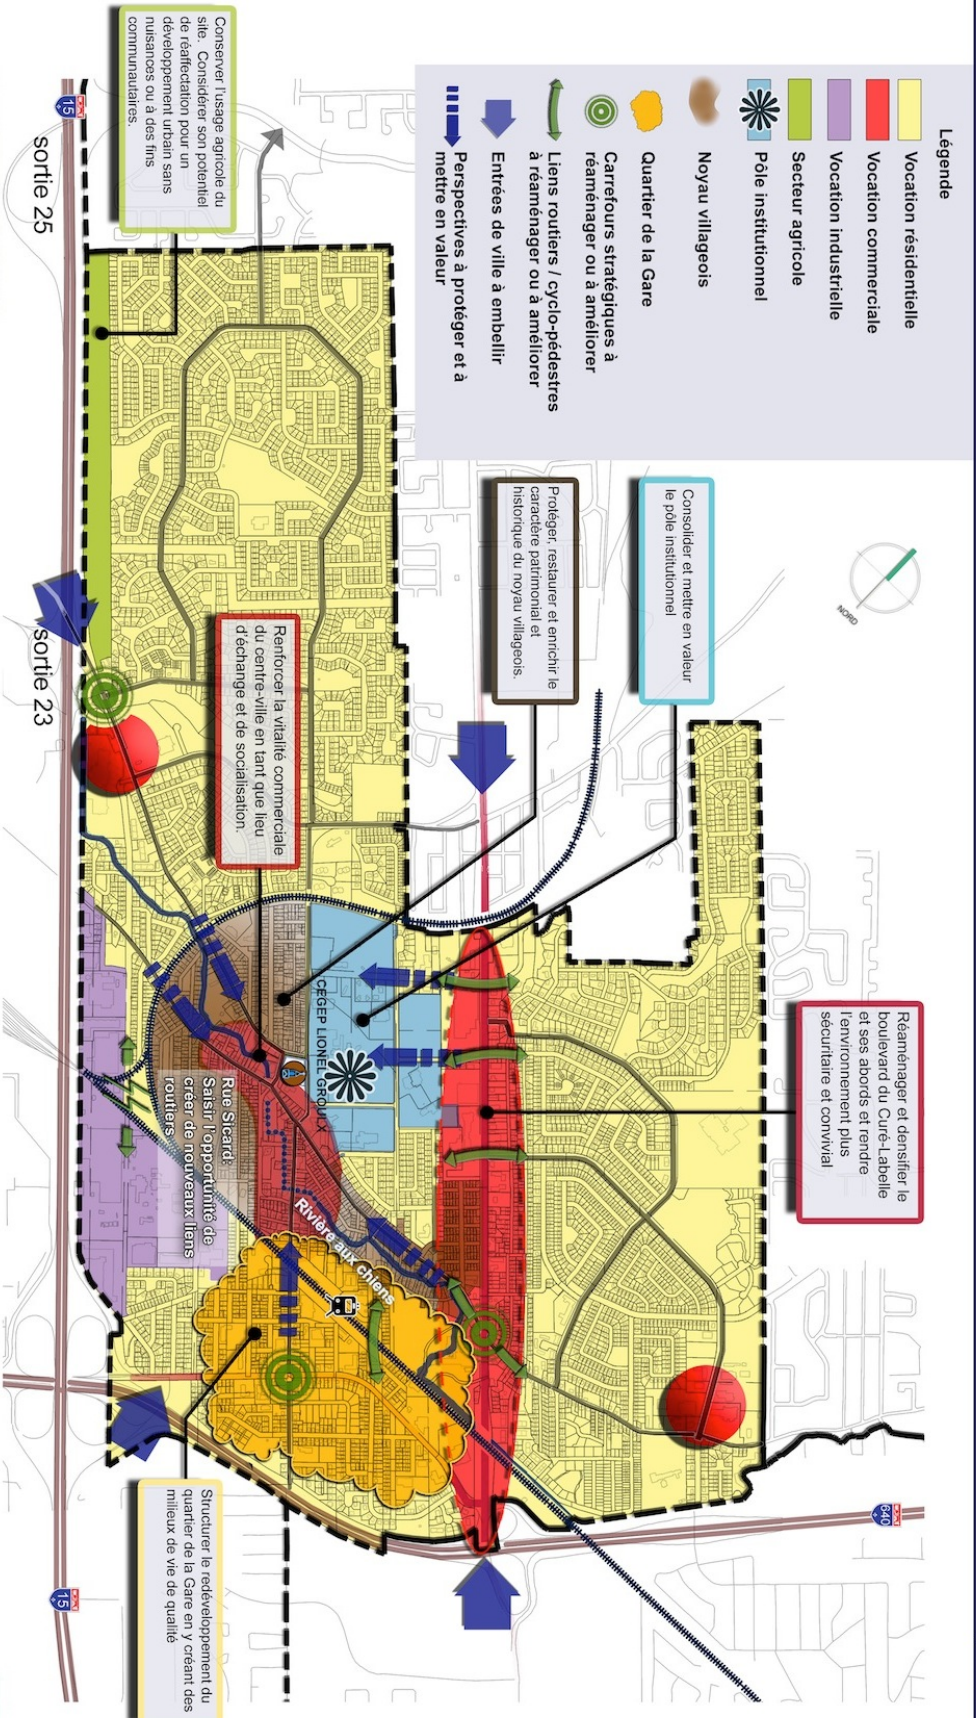 Légende
Vocation résidentielle
Vocation commerciale
Vocation industrielle
Secteur agricole
Pôle institutionnel
Noyau villageois
Quartier de la Gare
Carrefours stratégiques à
réaménager ou à améliorer
Liens routiers / cyclo-pédestres
à réaménager ou à améliorer
Entrées de ville à embellir
Perspectives à protéger et à
mettre en valeur
NORD
Réaménager et densifier le
boulevard du Curé-Labelle
et ses abords et rendre
l'environnement plus
sécuritaire et convivial
Consolider et mettre en valeur
le pôle institutionnel
Protéger, restaurer et enrichir le
caractère patrimonial et
historique du noyau villageois.
Renforcer la vitalité commerciale
du centre-ville en tant que lieu
d'échange et de socialisation.
Conserver l'usage agricole du
site. Considérer son potentiel
de réaffectation pour un
développement urbain sans
nuisances ou à des fins
communautaires.
CEGEP LIONEL GROULX
Rivière aux chiens
Rue Sicard:
Saisir l'opportunité de
créer de nouveaux liens
routiers
Structurer le redéveloppement du
quartier de la Gare en y créant des
milieux de vie de qualité
640
15
sortie 25
sortie 23
15